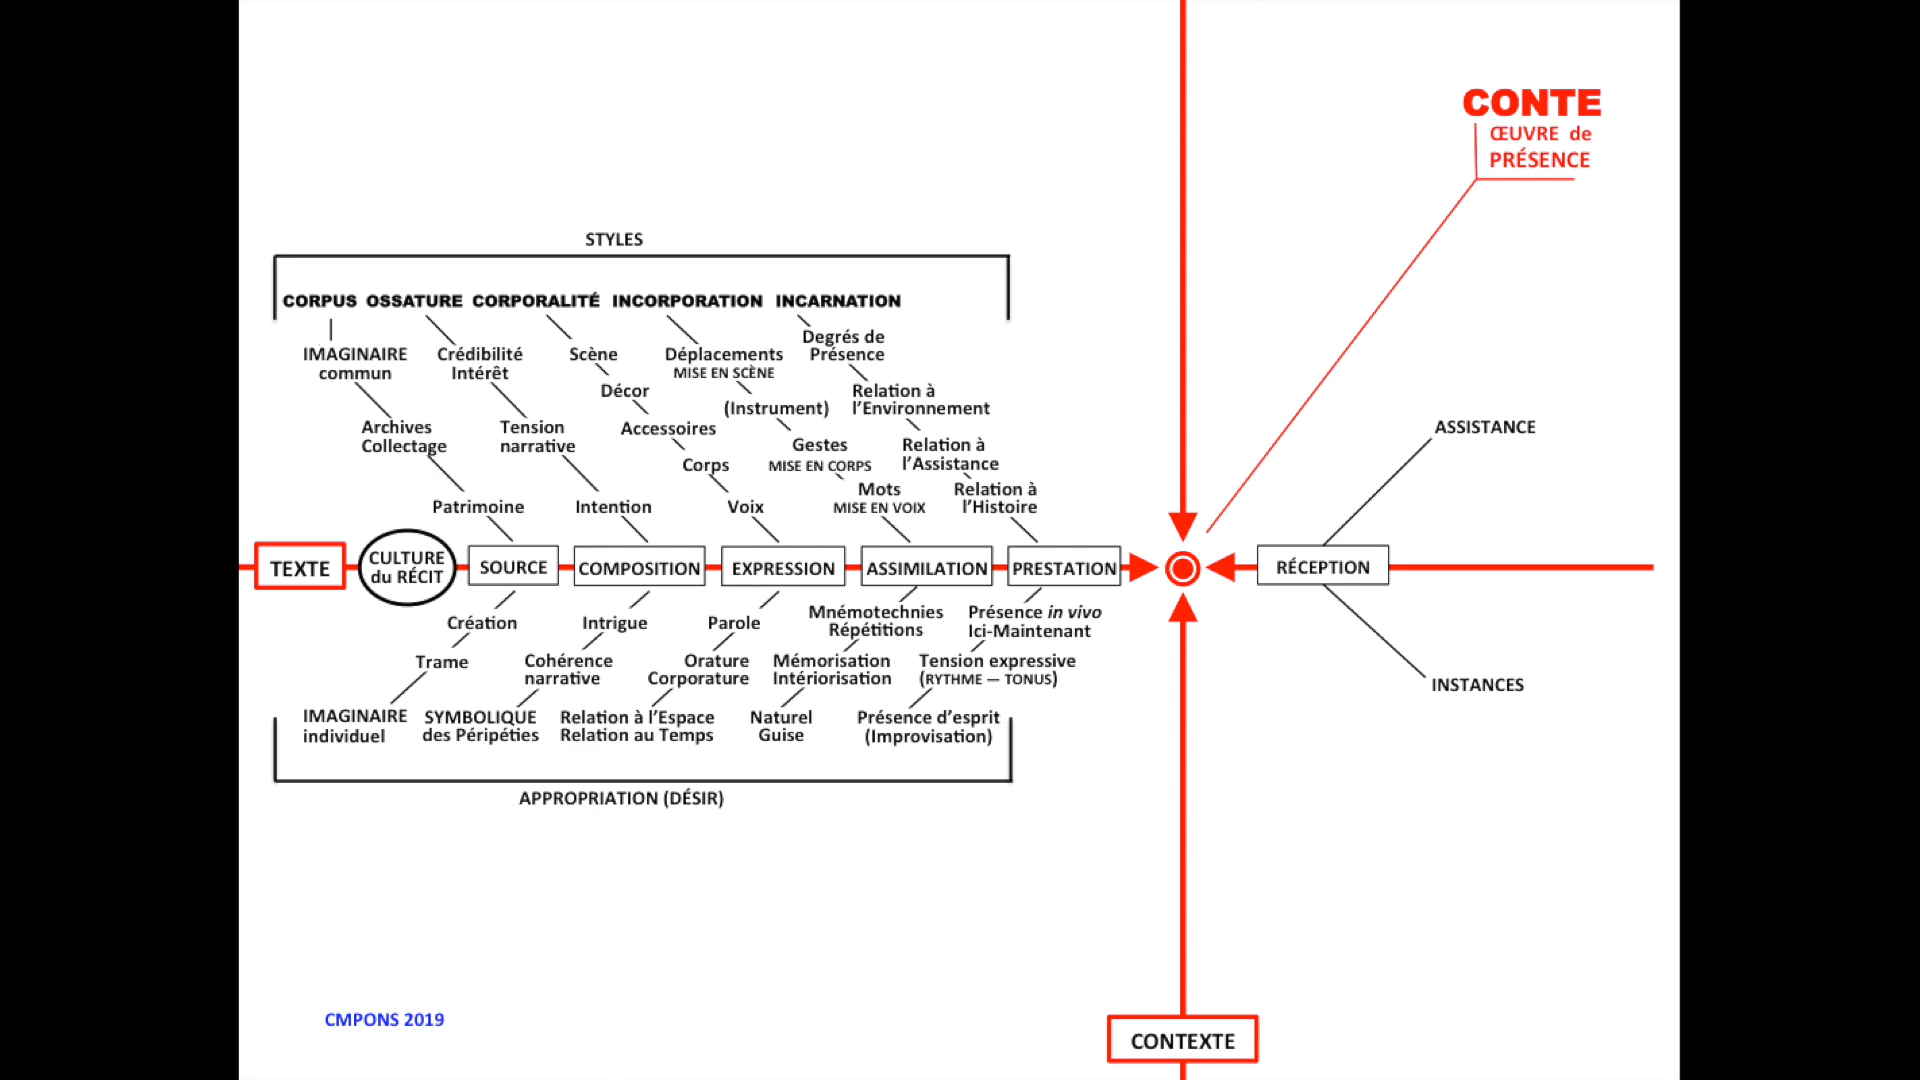 CONTE
ŒUVRE de
PRÉSENCE
STYLES
CORPUS OSSATURE CORPORALITÉ INCORPORATION INCARNATION
IMAGINAIRE
commun
Archives
Collectage
Patrimoine
Crédibilité
Intérêt
Tension
narrative
Intention
Scène
Décor
Accessoires
Corps
Voix
Déplacements
MISE EN SCÈNE
(Instrument)
Gestes
MISE EN CORPS
Mots
MISE EN VOIX
Degrés de
Présence
Relation à
l'Environnement
Relation à
l'Assistance
Relation à
l'Histoire
TEXTE
CULTURE
du RÉCIT
SOURCE
COMPOSITION
EXPRESSION
ASSIMILATION
PRESTATION
RÉCEPTION
ASSISTANCE
INSTANCES
Création
Trame
IMAGINAIRE
individuel
Intrigue
Cohérence
narrative
SYMBOLIQUE
des Péripéties
Parole
Orature
Corporature
Relation à l'Espace
Relation au Temps
Mnémotechnies
Répétitions
Mémorisation
Intériorisation
Naturel
Guise
Présence in vivo
Ici-Maintenant
Tension expressive
(RYTHME — TONUS)
Présence d'esprit
(Improvisation)
APPROPRIATION (DÉSIR)
CMPONS 2019
CONTEXTE